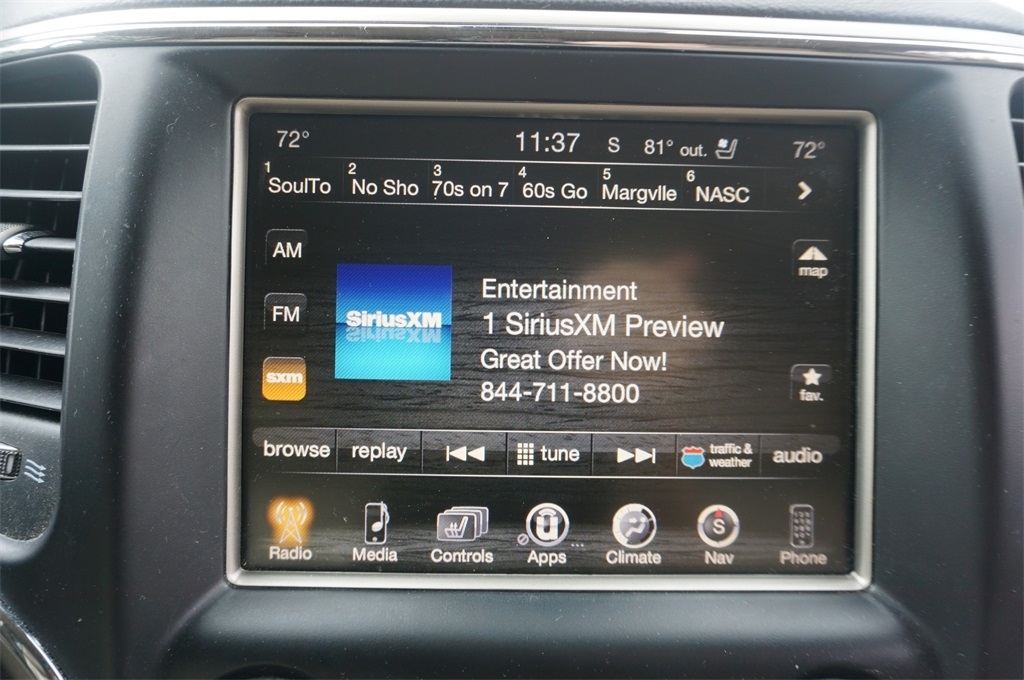 72° 11:37 S 81° out. 72°
1 SoulTo 2 No Sho 3 70s on 7 4 60s Go 5 Margvlle 6 NASC
AM
map
Entertainment
SiriusXM
FM
1 SiriusXM Preview
Great Offer Now!
sxm
fav.
844-711-8800
browse replay tune traffic & weather audio
Radio Media Controls Apps ... Climate S Nav Phone